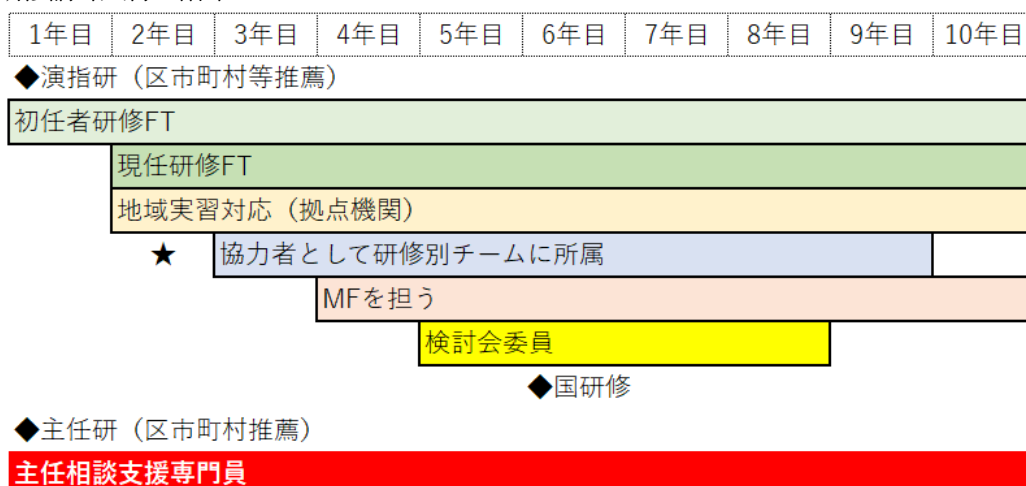 1年目 2年目 3年目 4年目 5年目 6年目 7年目 8年目 9年目 10年目
◆演指研（区市町村等推薦）
初任者研修FT
現任研修FT
地域実習対応（拠点機関）
★ 協力者として研修別チームに所属
MFを担う
検討会委員
◆国研修
◆主任研（区市町村推薦）
主任相談支援専門員